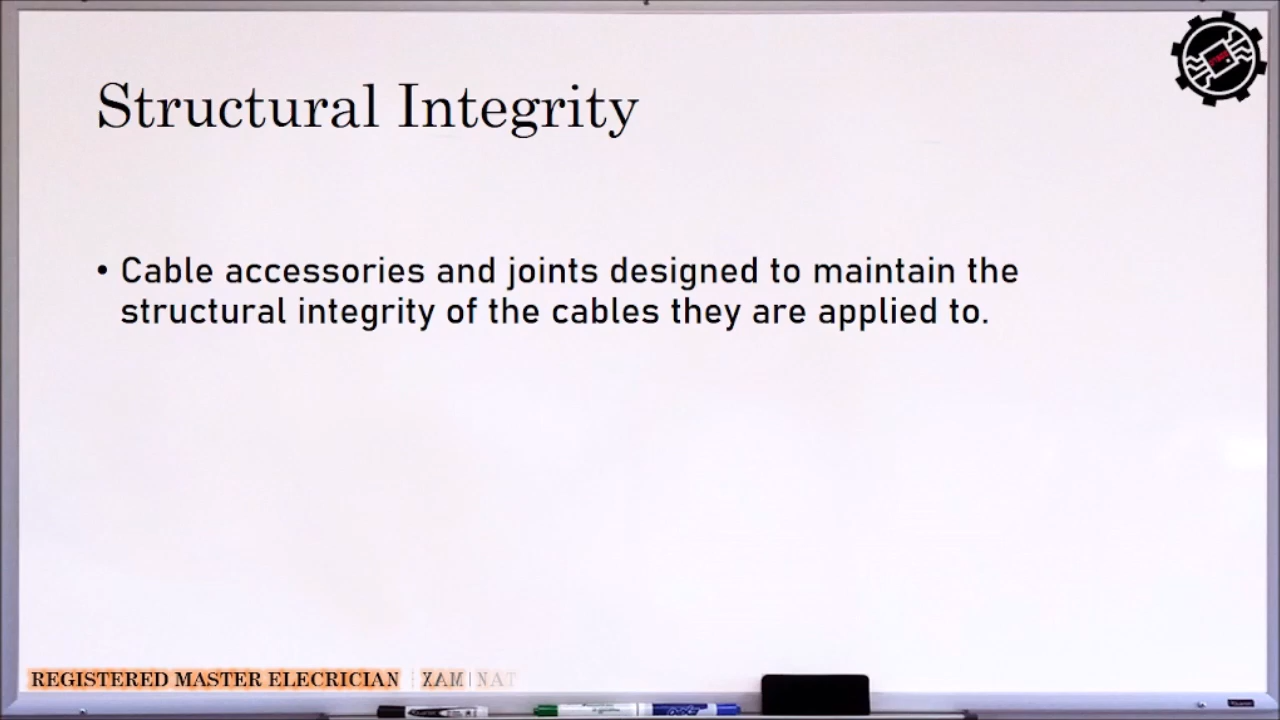 Structural Integrity
• Cable accessories and joints designed to maintain the
structural integrity of the cables they are applied to.
REGISTERED MASTER ELECRICIAN